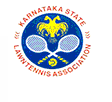 KARNATAKA STATE
LAWN TENNIS ASSOCIATION